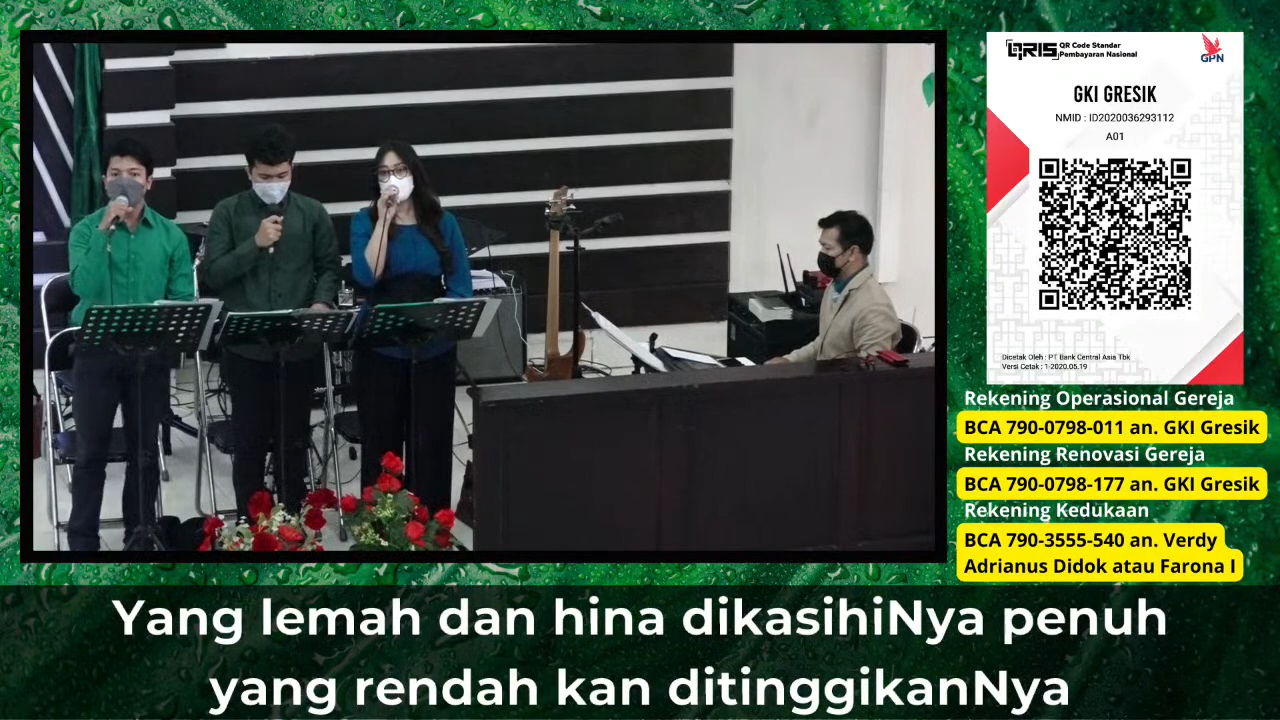 QRIS QR Code Standar
Pembayaran Nasional
GPN
GKI GRESIK
NMID : ID2020036293112
A01
Dicetak Oleh : PT Bank Central Asia Tbk
Versi Cetak : 1-2020.05.19
Rekening Operasional Gereja
BCA 790-0798-011 an. GKI Gresik
Rekening Renovasi Gereja
BCA 790-0798-177 an. GKI Gresik
Rekening Kedukaan
BCA 790-3555-540 an. Verdy
Adrianus Didok atau Farona I
Yang lemah dan hina dikasihiNya penuh
yang rendah kan ditinggikanNya